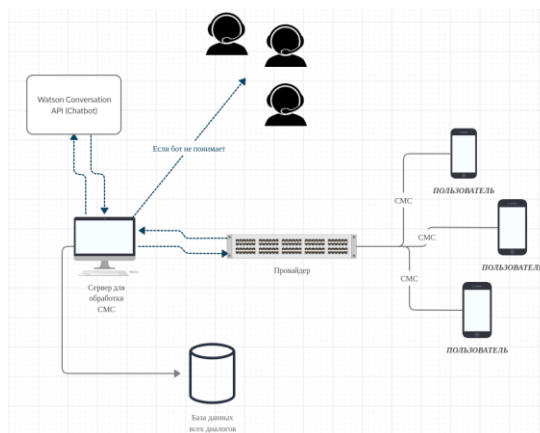 Watson Conversation
API (Chatbot)
Если бот не понимает
ПОЛЬЗОВАТЕЛЬ
СМС
ПОЛЬЗОВАТЕЛЬ
СМС
Провайдер
СМС
Сервер для
обработки
СМС
ПОЛЬЗОВАТЕЛЬ
База данных
всех диалогов